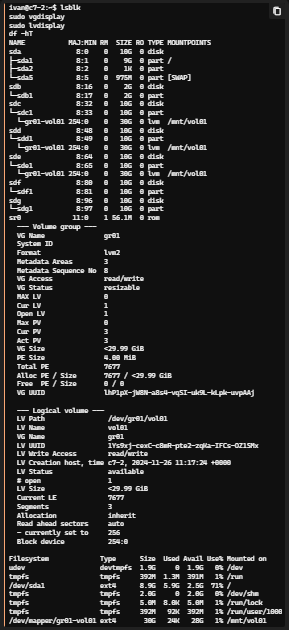 ivan@c7-2:~$ lsblk
sudo vgdisplay
sudo lvdisplay
df -hT
NAME MAJ:MIN RM SIZE RO TYPE MOUNTPOINTS
sda 8:0 0 10G 0 disk
├─sda1 8:1 0 9G 0 part /
├─sda2 8:2 0 1K 0 part
└─sda5 8:5 0 975M 0 part [SWAP]
sdb 8:16 0 2G 0 disk
└─sdb1 8:17 0 2G 0 part
sdc 8:32 0 10G 0 disk
└─sdc1 8:33 0 10G 0 part
└─gr01-vol01 254:0 0 30G 0 lvm /mnt/vol01
sdd 8:48 0 10G 0 disk
└─sdd1 8:49 0 10G 0 part
└─gr01-vol01 254:0 0 30G 0 lvm /mnt/vol01
sde 8:64 0 10G 0 disk
└─sde1 8:65 0 10G 0 part
└─gr01-vol01 254:0 0 30G 0 lvm /mnt/vol01
sdf 8:80 0 10G 0 disk
└─sdf1 8:81 0 10G 0 part
sdg 8:96 0 10G 0 disk
└─sdg1 8:97 0 10G 0 part
sr0 11:0 1 56.1M 0 rom
--- Volume group ---
VG Name gr01
System ID
Format lvm2
Metadata Areas 3
Metadata Sequence No 8
VG Access read/write
VG Status resizable
MAX LV 0
Cur LV 1
Open LV 1
Max PV 0
Cur PV 3
Act PV 3
VG Size <29.99 GiB
PE Size 4.00 MiB
Total PE 7677
Alloc PE / Size 7677 / <29.99 GiB
Free PE / Size 0 / 0
VG UUID

--- Logical volume ---
LV Path /dev/gr01/vol01
LV Name vol01
VG Name gr01
LV UUID
LV Write Access read/write
LV Creation host, time c7-2, 2024-11-26 11:17:24 +0000
LV Status available
# open 1
LV Size <29.99 GiB
Current LE 7677
Segments 3
Allocation inherit
Read ahead sectors auto
- currently set to 256
Block device 254:0

Filesystem Type Size Used Avail Use% Mounted on
udev devtmpfs 1.9G 0 1.9G 0% /dev
tmpfs tmpfs 392M 1.3M 391M 1% /run
/dev/sda1 ext4 8.9G 5.9G 2.5G 71% /
tmpfs tmpfs 2.0G 0 2.0G 0% /dev/shm
tmpfs tmpfs 5.0M 8.0K 5.0M 1% /run/lock
tmpfs tmpfs 392M 92K 392M 1% /run/user/1000
/dev/mapper/gr01-vol01 ext4 30G 24K 28G 1% /mnt/vol01